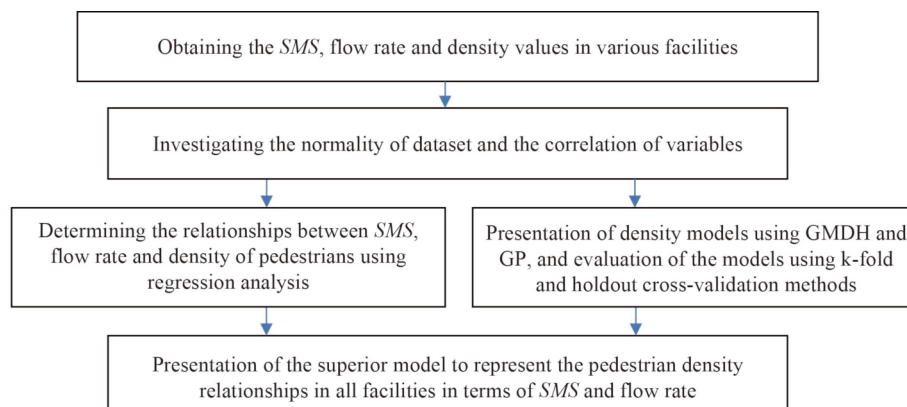 Obtaining the SMS, flow rate and density values in various facilities
Investigating the normality of dataset and the correlation of variables
Determining the relationships between SMS,
flow rate and density of pedestrians using
regression analysis
Presentation of density models using GMDH and
GP, and evaluation of the models using k-fold
and holdout cross-validation methods
Presentation of the superior model to represent the pedestrian density
relationships in all facilities in terms of SMS and flow rate